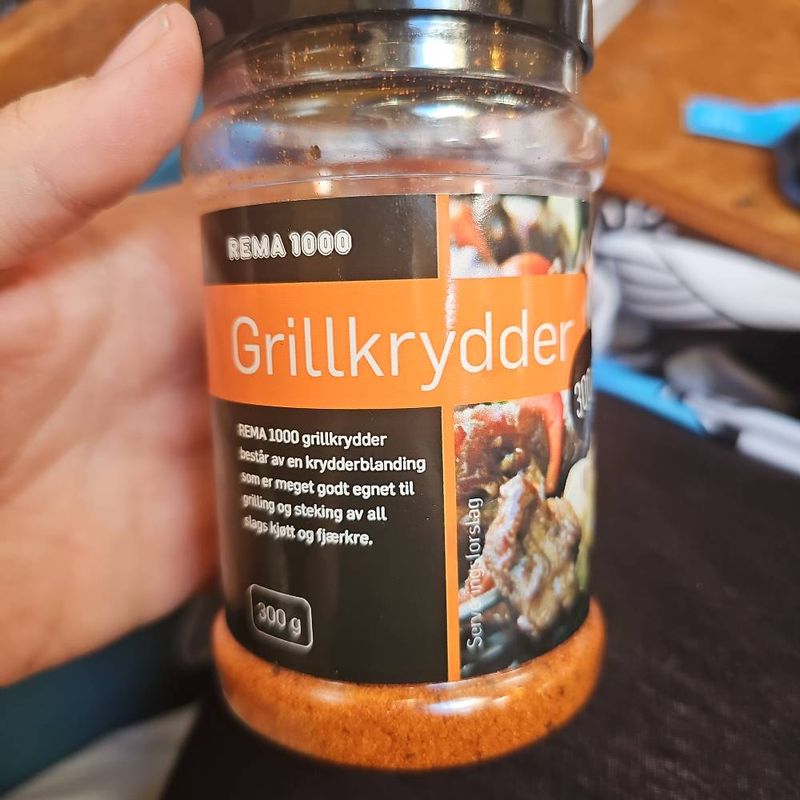 REMA 1000
Grillkrydder
REMA 1000 grillkrydder
består av en krydderblanding
som er meget godt egnet til
grilling og steking av all
slags kjøtt og fjærkre.
300 g
Serveringsforslag